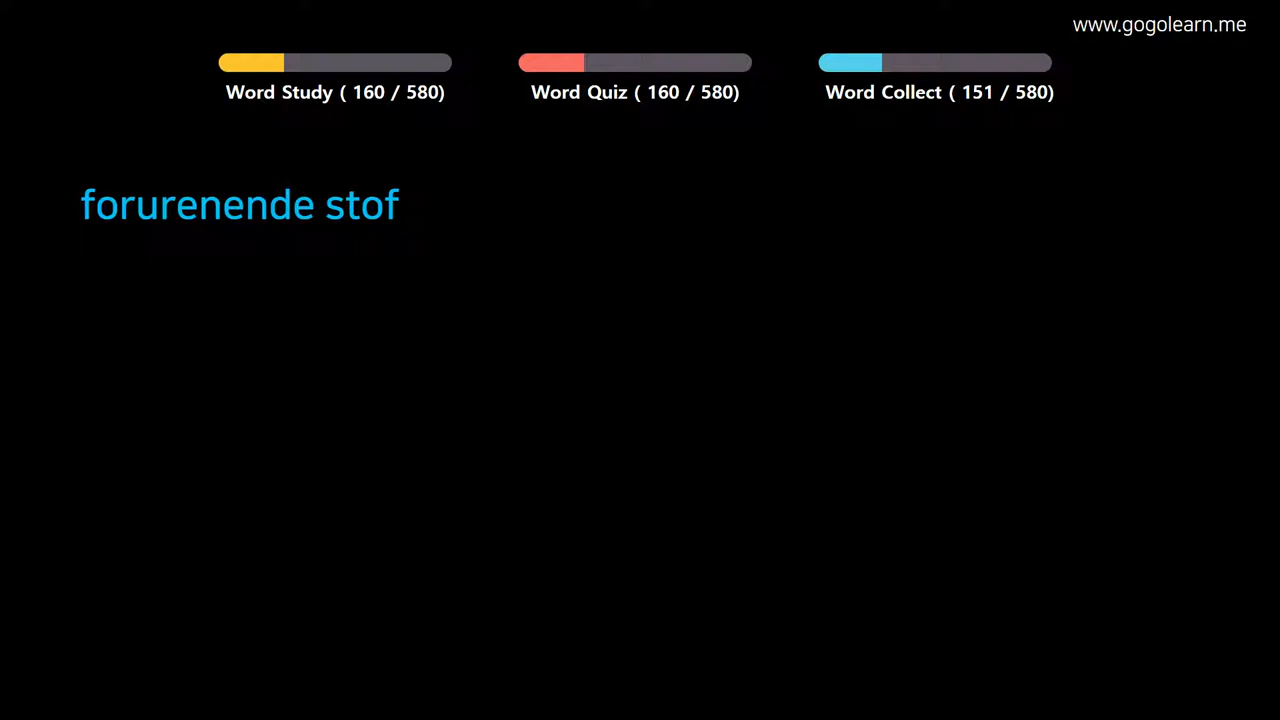 www.gogolearn.me
Word Study ( 160 / 580)
Word Quiz ( 160 / 580)
Word Collect ( 151 / 580)
forurenende stof